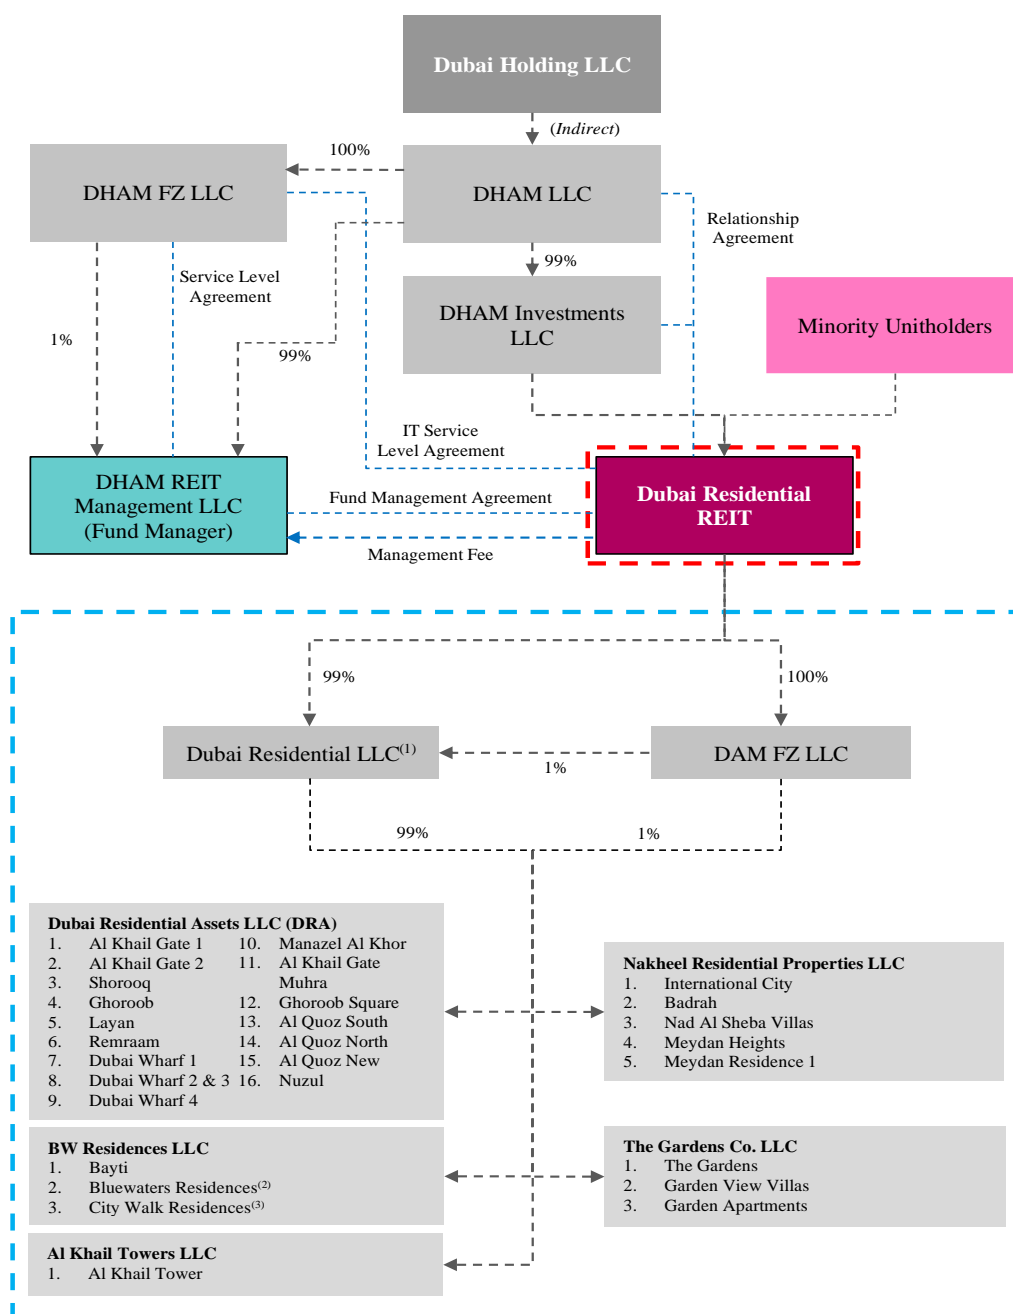 Dubai Holding LLC
(Indirect)
100%
DHAM FZ LLC
DHAM LLC
Relationship
Agreement
99%
Service Level
Agreement
DHAM Investments
LLC
Minority Unitholders
1%
99%
IT Service
Level Agreement
DHAM REIT
Management LLC
(Fund Manager)
Fund Management Agreement
Management Fee
Dubai Residential
REIT
99%
100%
Dubai Residential LLC(1)
1%
DAM FZ LLC
99%
1%
Dubai Residential Assets LLC (DRA)
1. Al Khail Gate 1
2. Al Khail Gate 2
3. Shorooq
4. Ghoroob
5. Layan
6. Remraam
7. Dubai Wharf 1
8. Dubai Wharf 2 & 3
9. Dubai Wharf 4
10. Manazel Al Khor
11. Al Khail Gate
Muhra
12. Ghoroob Square
13. Al Quoz South
14. Al Quoz North
15. Al Quoz New
16. Nuzul
Nakheel Residential Properties LLC
1. International City
2. Badrah
3. Nad Al Sheba Villas
4. Meydan Heights
5. Meydan Residence 1
BW Residences LLC
1. Bayti
2. Bluewaters Residences(2)
3. City Walk Residences(3)
The Gardens Co. LLC
1. The Gardens
2. Garden View Villas
3. Garden Apartments
Al Khail Towers LLC
1. Al Khail Tower